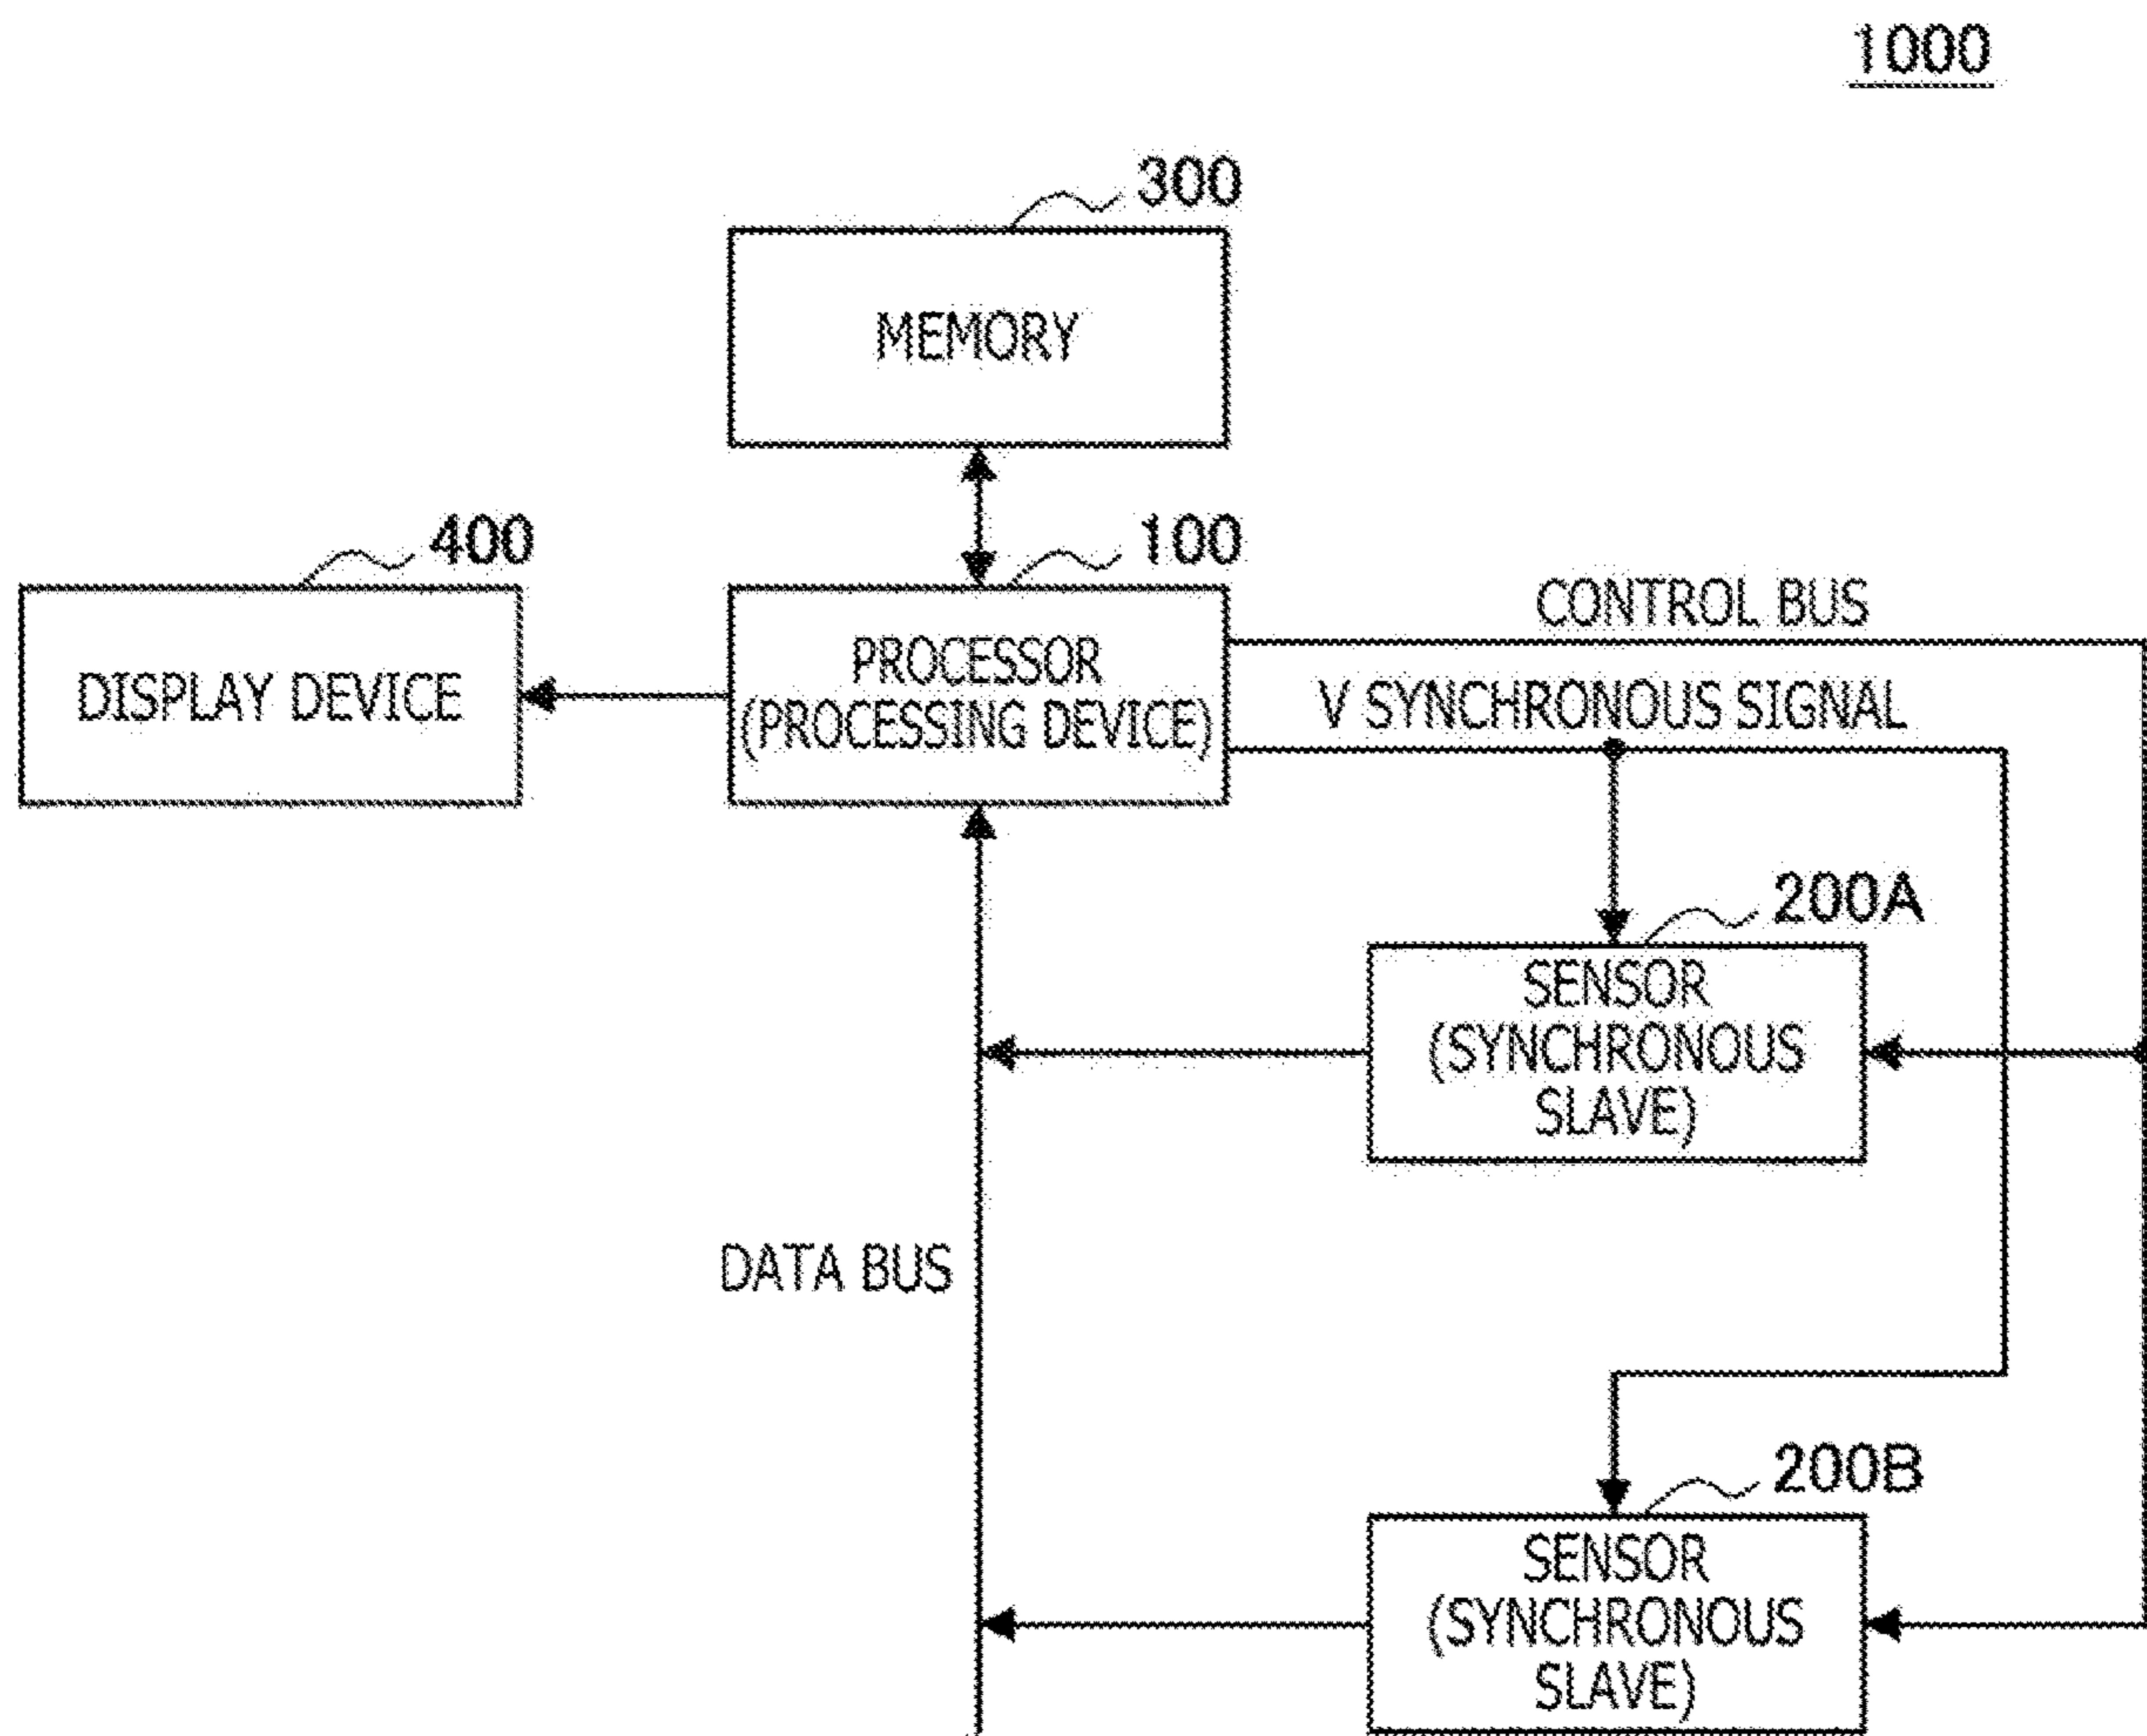 1000
300
MEMORY
400
100
DISPLAY DEVICE
PROCESSOR
(PROCESSING DEVICE)
CONTROL BUS
V SYNCHRONOUS SIGNAL
200A
SENSOR
(SYNCHRONOUS
SLAVE)
DATA BUS
200B
SENSOR
(SYNCHRONOUS
SLAVE)